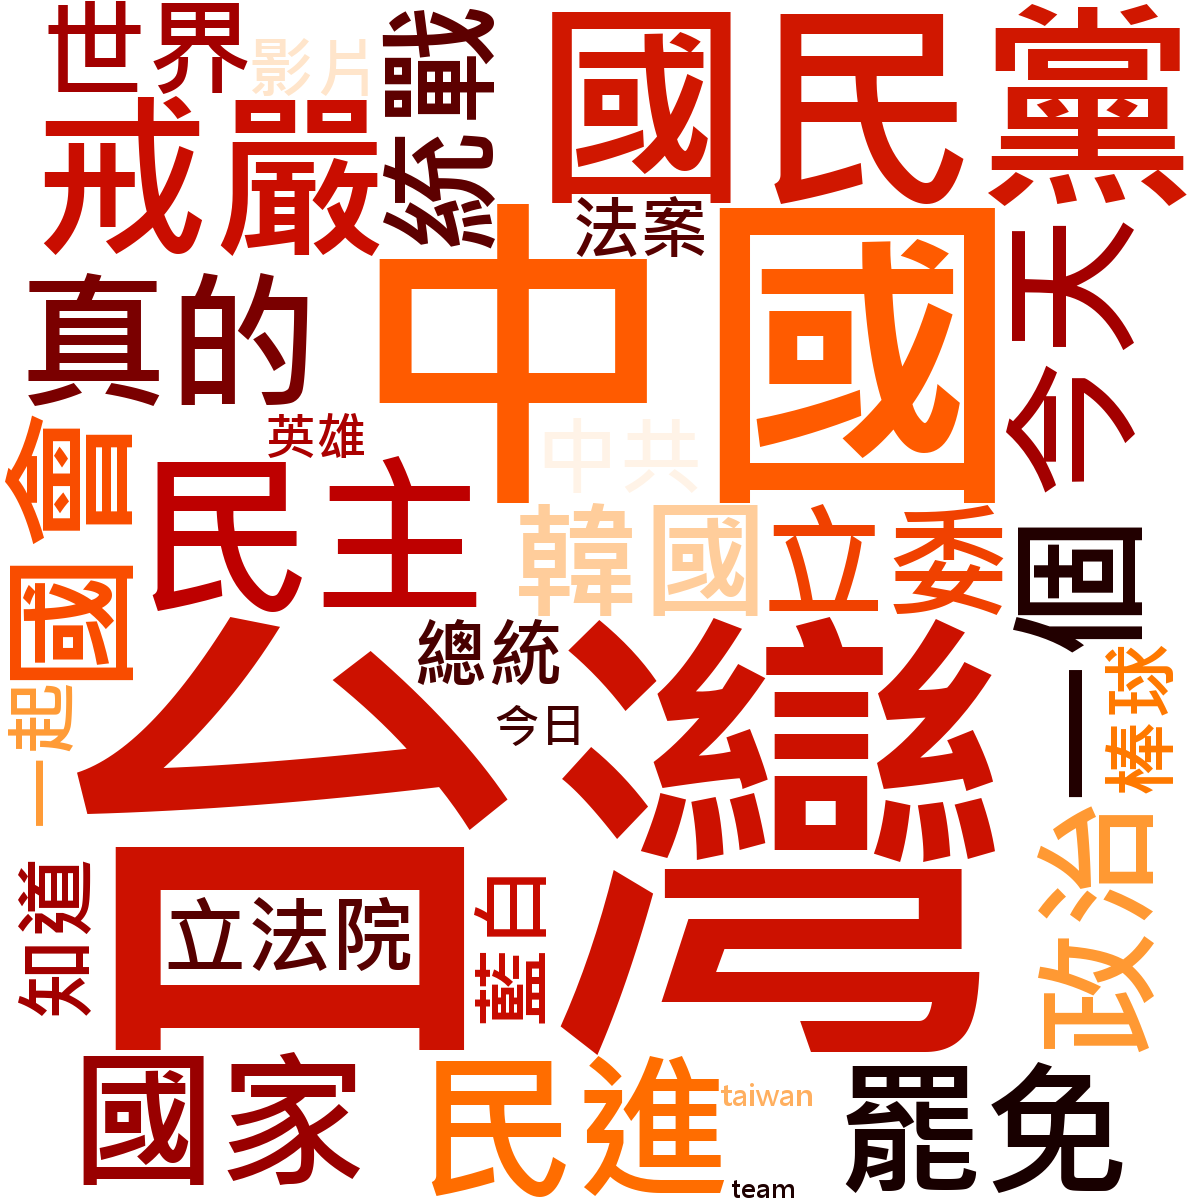 世界
影片
統戰
國民黨
戒嚴
法案
今天
真的
中國
英雄
中共
國會
民主
韓國
立委
一個
總統
今日
台灣
一起
棒球
知道
立法院
藍白
政治
國家
民進
taiwan
罷免
team